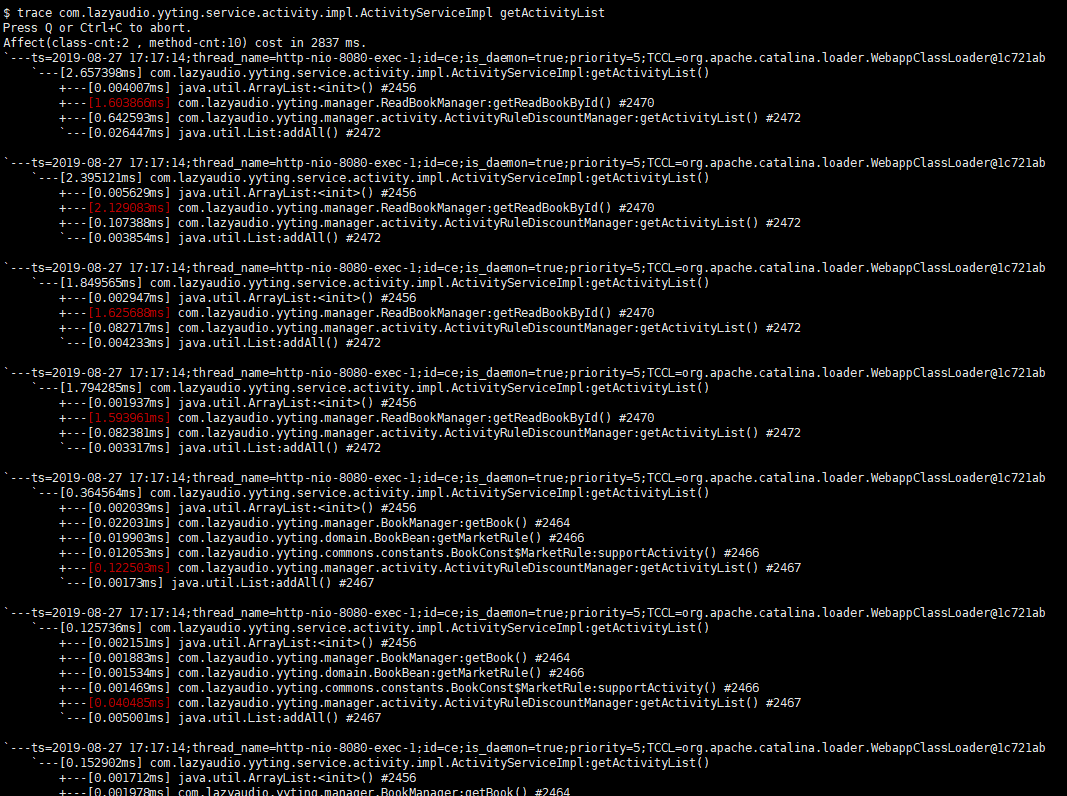 $ trace com.lazyaudio.yyting.service.activity.impl.ActivityServiceImpl getActivityList
Press Q or Ctrl+C to abort.
Affect(class-cnt:2 , method-cnt:10) cost in 2837 ms.
`---ts=2019-08-27 17:17:14;thread_name=http-nio-8080-exec-1;id=ce;is_daemon=true;priority=5;TCCL=org.apache.catalina.loader.WebappClassLoader@1c721ab
    `---[2.657398ms] com.lazyaudio.yyting.service.activity.impl.ActivityServiceImpl:getActivityList()
        +---[0.004007ms] java.util.ArrayList:<init>() #2456
        +---[1.603866ms] com.lazyaudio.yyting.manager.ReadBookManager:getReadBookById() #2470
        +---[0.642593ms] com.lazyaudio.yyting.manager.activity.ActivityRuleDiscountManager:getActivityList() #2472
        `---[0.026447ms] java.util.List:addAll() #2472
`---ts=2019-08-27 17:17:14;thread_name=http-nio-8080-exec-1;id=ce;is_daemon=true;priority=5;TCCL=org.apache.catalina.loader.WebappClassLoader@1c721ab
    `---[2.395121ms] com.lazyaudio.yyting.service.activity.impl.ActivityServiceImpl:getActivityList()
        +---[0.005629ms] java.util.ArrayList:<init>() #2456
        +---[2.129083ms] com.lazyaudio.yyting.manager.ReadBookManager:getReadBookById() #2470
        +---[0.107388ms] com.lazyaudio.yyting.manager.activity.ActivityRuleDiscountManager:getActivityList() #2472
        `---[0.003854ms] java.util.List:addAll() #2472
`---ts=2019-08-27 17:17:14;thread_name=http-nio-8080-exec-1;id=ce;is_daemon=true;priority=5;TCCL=org.apache.catalina.loader.WebappClassLoader@1c721ab
    `---[1.849565ms] com.lazyaudio.yyting.service.activity.impl.ActivityServiceImpl:getActivityList()
        +---[0.002947ms] java.util.ArrayList:<init>() #2456
        +---[1.625688ms] com.lazyaudio.yyting.manager.ReadBookManager:getReadBookById() #2470
        +---[0.082717ms] com.lazyaudio.yyting.manager.activity.ActivityRuleDiscountManager:getActivityList() #2472
        `---[0.004233ms] java.util.List:addAll() #2472
`---ts=2019-08-27 17:17:14;thread_name=http-nio-8080-exec-1;id=ce;is_daemon=true;priority=5;TCCL=org.apache.catalina.loader.WebappClassLoader@1c721ab
    `---[1.794285ms] com.lazyaudio.yyting.service.activity.impl.ActivityServiceImpl:getActivityList()
        +---[0.001937ms] java.util.ArrayList:<init>() #2456
        +---[1.593961ms] com.lazyaudio.yyting.manager.ReadBookManager:getReadBookById() #2470
        +---[0.082381ms] com.lazyaudio.yyting.manager.activity.ActivityRuleDiscountManager:getActivityList() #2472
        `---[0.003317ms] java.util.List:addAll() #2472
`---ts=2019-08-27 17:17:14;thread_name=http-nio-8080-exec-1;id=ce;is_daemon=true;priority=5;TCCL=org.apache.catalina.loader.WebappClassLoader@1c721ab
    `---[0.364564ms] com.lazyaudio.yyting.service.activity.impl.ActivityServiceImpl:getActivityList()
        +---[0.002039ms] java.util.ArrayList:<init>() #2456
        +---[0.022031ms] com.lazyaudio.yyting.manager.BookManager:getBook() #2464
        +---[0.019903ms] com.lazyaudio.yyting.domain.BookBean:getMarketRule() #2466
        +---[0.012053ms] com.lazyaudio.yyting.commons.constants.BookConst$MarketRule:supportActivity() #2466
        +---[0.122503ms] com.lazyaudio.yyting.manager.activity.ActivityRuleDiscountManager:getActivityList() #2467
        `---[0.00173ms] java.util.List:addAll() #2467
`---ts=2019-08-27 17:17:14;thread_name=http-nio-8080-exec-1;id=ce;is_daemon=true;priority=5;TCCL=org.apache.catalina.loader.WebappClassLoader@1c721ab
    `---[0.125736ms] com.lazyaudio.yyting.service.activity.impl.ActivityServiceImpl:getActivityList()
        +---[0.002151ms] java.util.ArrayList:<init>() #2456
        +---[0.001883ms] com.lazyaudio.yyting.manager.BookManager:getBook() #2464
        +---[0.001534ms] com.lazyaudio.yyting.domain.BookBean:getMarketRule() #2466
        +---[0.001469ms] com.lazyaudio.yyting.commons.constants.BookConst$MarketRule:supportActivity() #2466
        +---[0.040485ms] com.lazyaudio.yyting.manager.activity.ActivityRuleDiscountManager:getActivityList() #2467
        `---[0.005001ms] java.util.List:addAll() #2467
`---ts=2019-08-27 17:17:14;thread_name=http-nio-8080-exec-1;id=ce;is_daemon=true;priority=5;TCCL=org.apache.catalina.loader.WebappClassLoader@1c721ab
    `---[0.152902ms] com.lazyaudio.yyting.service.activity.impl.ActivityServiceImpl:getActivityList()
        +---[0.001712ms] java.util.ArrayList:<init>() #2456
        +---[0.001978ms] com.lazyaudio.yyting.manager.BookManager:getBook() #2464